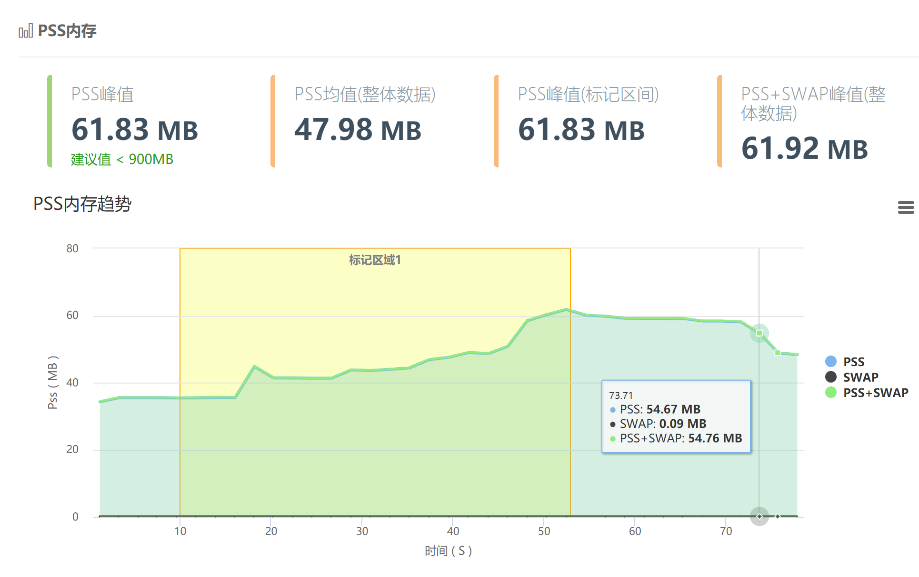 PSS内存
PSS峰值
61.83 MB
建议值 < 900MB
PSS均值(整体数据)
47.98 MB
PSS峰值(标记区间)
61.83 MB
PSS+SWAP峰值(整
体数据)
61.92 MB
PSS内存趋势
标记区域1
Pss ( MB )
80
60
40
20
0
10
20
30
40
50
60
70
时间 ( S )
73.71
PSS: 54.67 MB
SWAP: 0.09 MB
PSS+SWAP: 54.76 MB
PSS
SWAP
PSS+SWAP